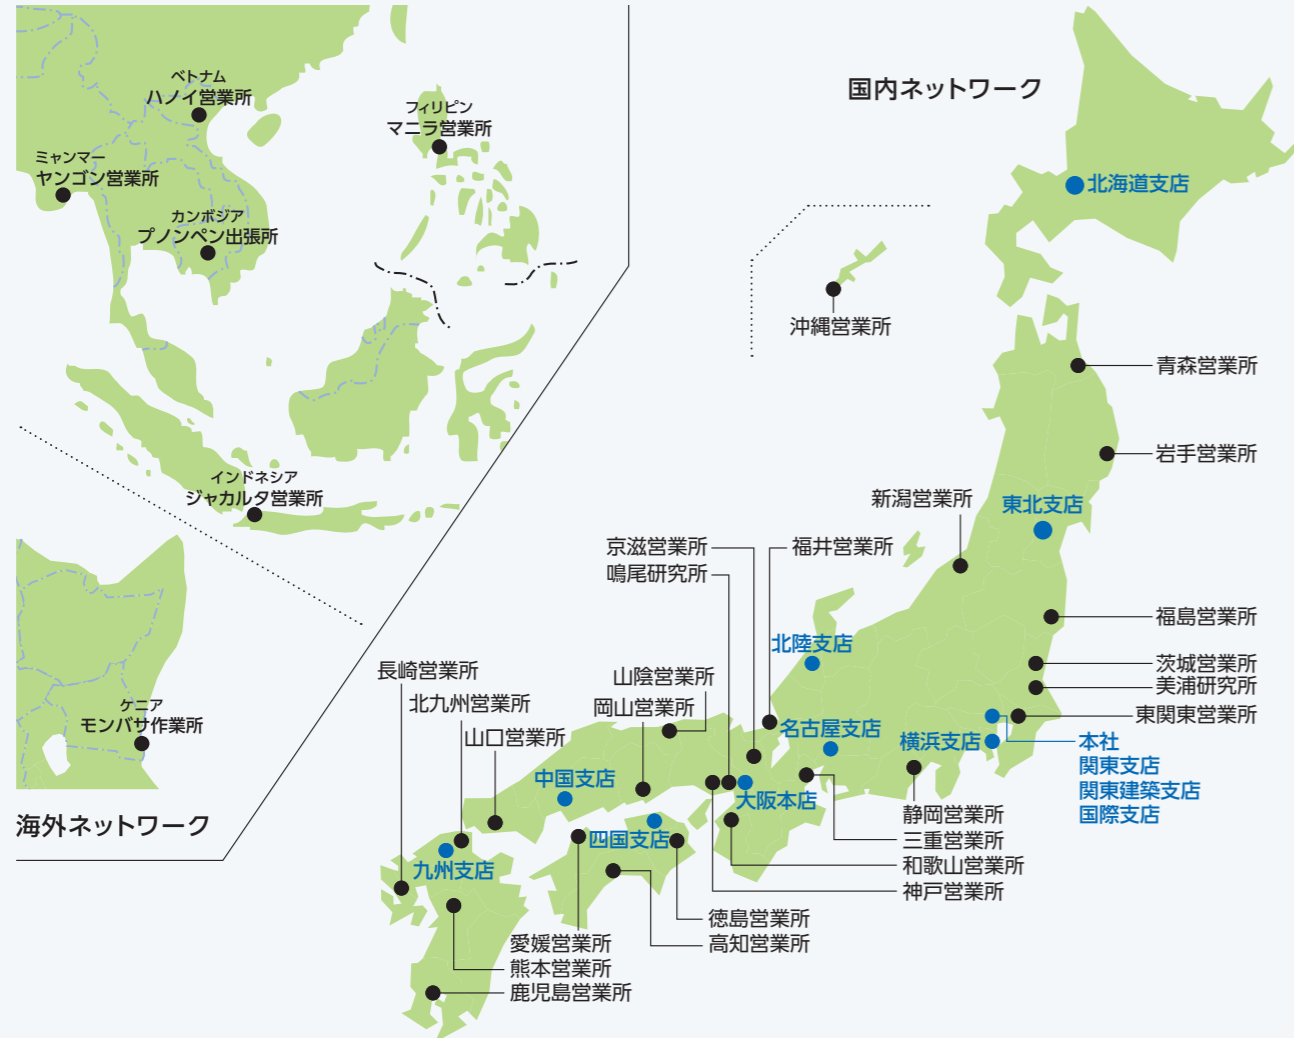 ベトナム
ハノイ営業所
フィリピン
マニラ営業所
ミャンマー
ヤンゴン営業所
カンボジア
プノンペン出張所
インドネシア
ジャカルタ営業所
ケニア
モンバサ作業所
海外ネットワーク
国内ネットワーク
北海道支店
沖縄営業所
青森営業所
岩手営業所
東北支店
新潟営業所
京滋営業所
福井営業所
鳴尾研究所
福島営業所
北陸支店
茨城営業所
美浦研究所
東関東営業所
長崎営業所
山陰営業所
北九州営業所
岡山営業所
山口営業所
名古屋支店
横浜支店
本社
関東支店
関東建築支店
国際支店
中国支店
大阪本店
静岡営業所
四国支店
三重営業所
九州支店
和歌山営業所
神戸営業所
徳島営業所
愛媛営業所
高知営業所
熊本営業所
鹿児島営業所